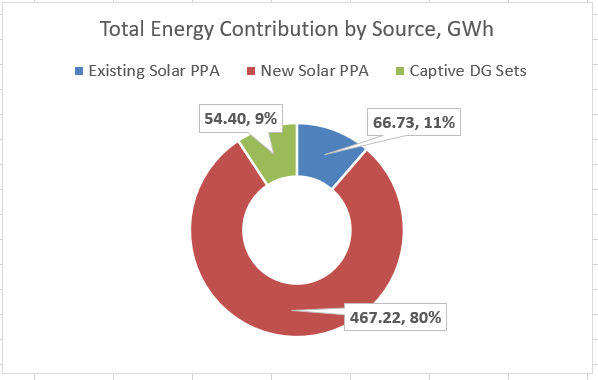 Total Energy Contribution by Source, GWh
Existing Solar PPA New Solar PPA Captive DG Sets
54.40, 9%
66.73, 11%
467.22, 80%